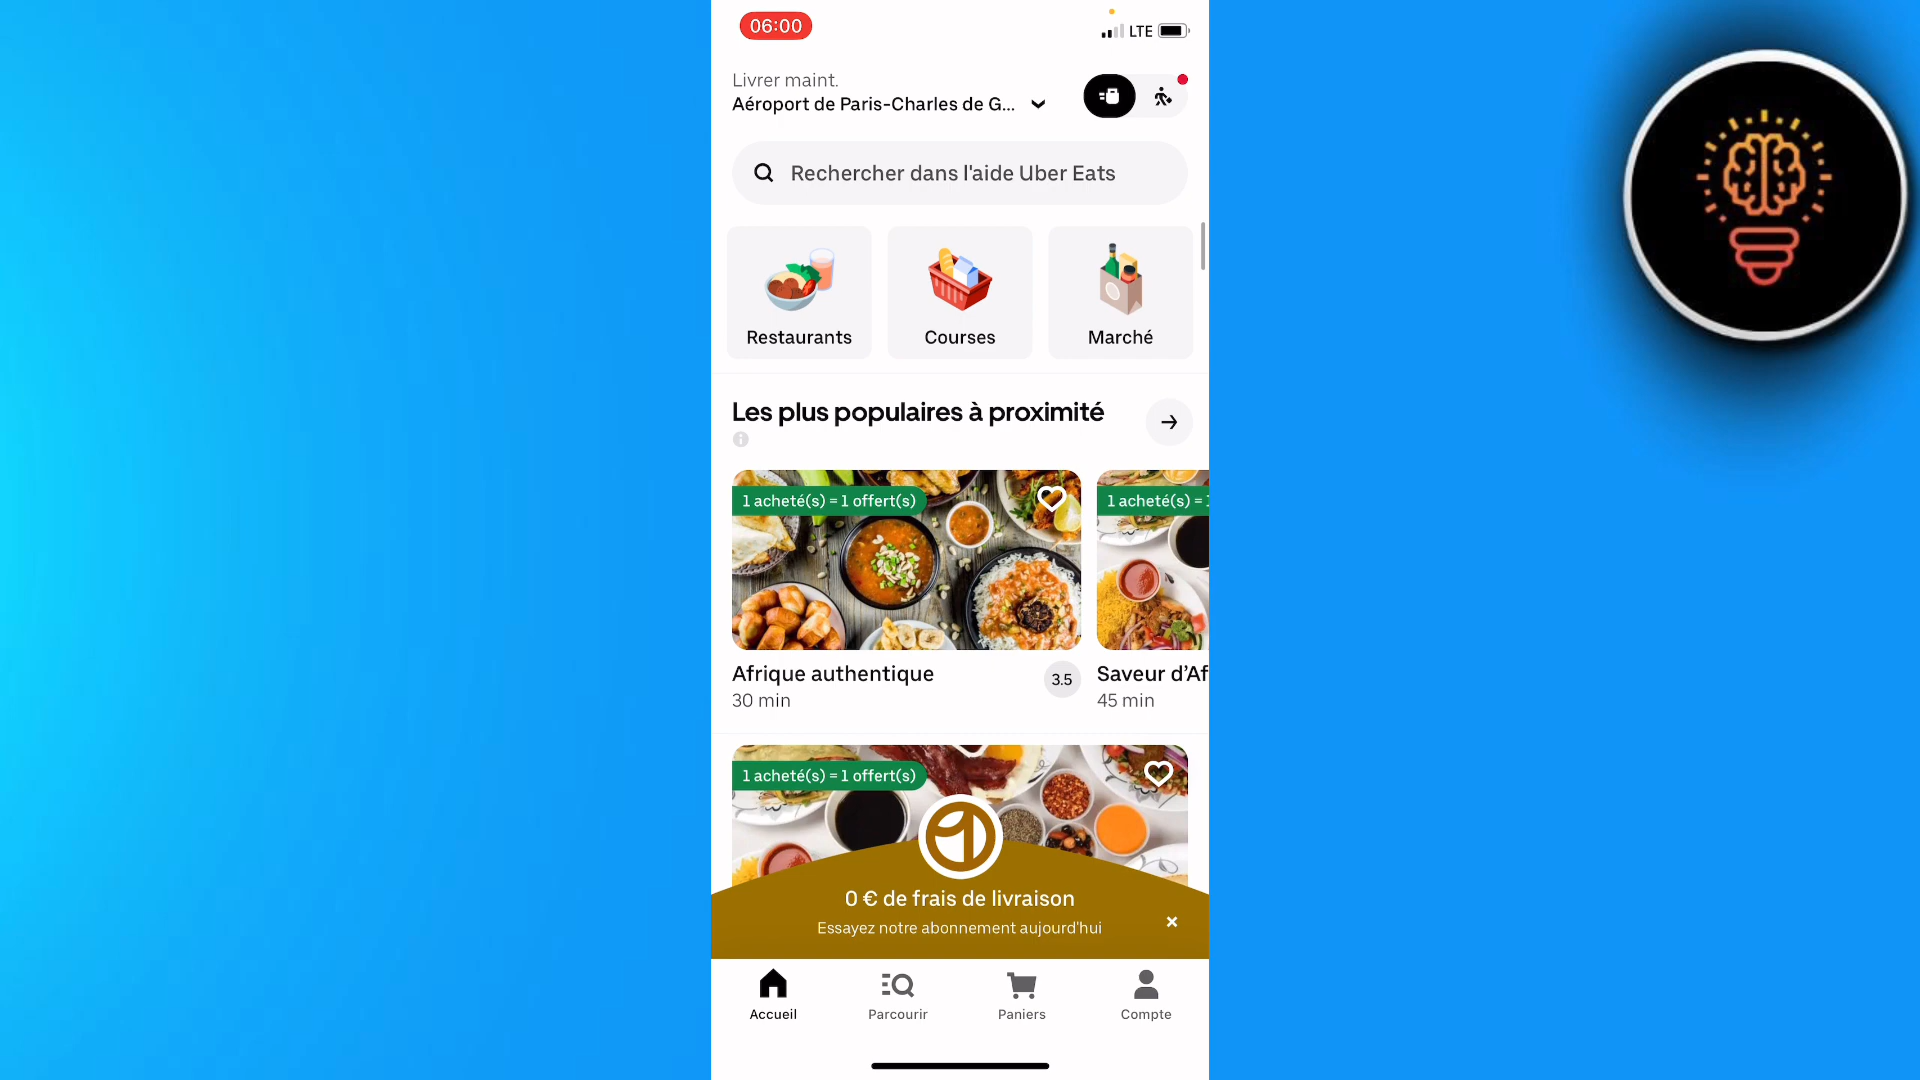 06:00
LTE
Livrer maint.
Aéroport de Paris-Charles de G...
Rechercher dans l'aide Uber Eats
Restaurants
Courses
Marché
Les plus populaires à proximité
1 acheté(s) = 1 offert(s)
1 acheté(s) = 1
Afrique authentique
3.5
30 min
Saveur d’Af
45 min
1 acheté(s) = 1 offert(s)
0 € de frais de livraison
Essayez notre abonnement aujourd'hui
Accueil
Parcourir
Paniers
Compte